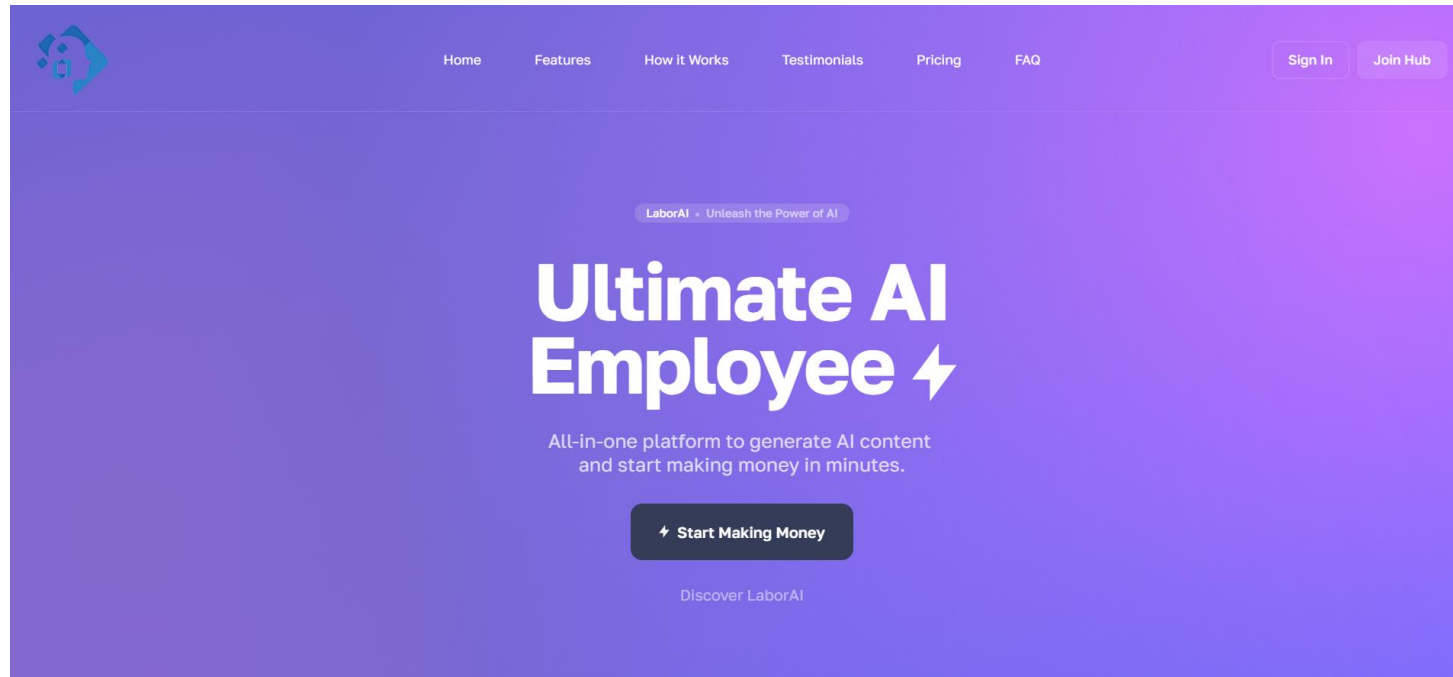 Home
Features
How it Works
Testimonials
Pricing
FAQ
Sign In
Join Hub
LaborAI • Unleash the Power of AI
Ultimate AI
Employee
All-in-one platform to generate AI content
and start making money in minutes.
Start Making Money
Discover LaborAI